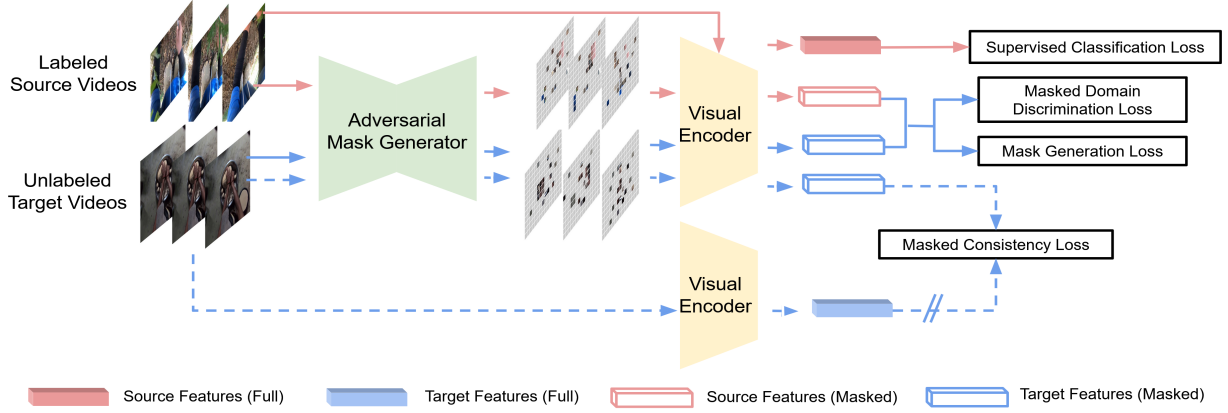 Labeled
Source Videos
Unlabeled
Target Videos
Adversarial
Mask Generator
Visual
Encoder
Visual
Encoder
Supervised Classification Loss
Masked Domain
Discrimination Loss
Mask Generation Loss
Masked Consistency Loss
Source Features (Full)
Target Features (Full)
Source Features (Masked)
Target Features (Masked)